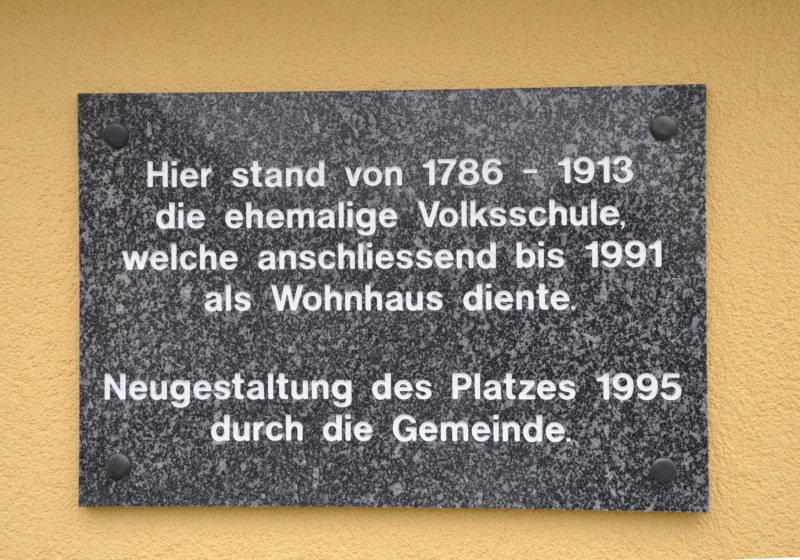 Hier stand von 1786 - 1913
die ehemalige Volksschule,
welche anschliessend bis 1991
als Wohnhaus diente.
Neugestaltung des Platzes 1995
durch die Gemeinde.